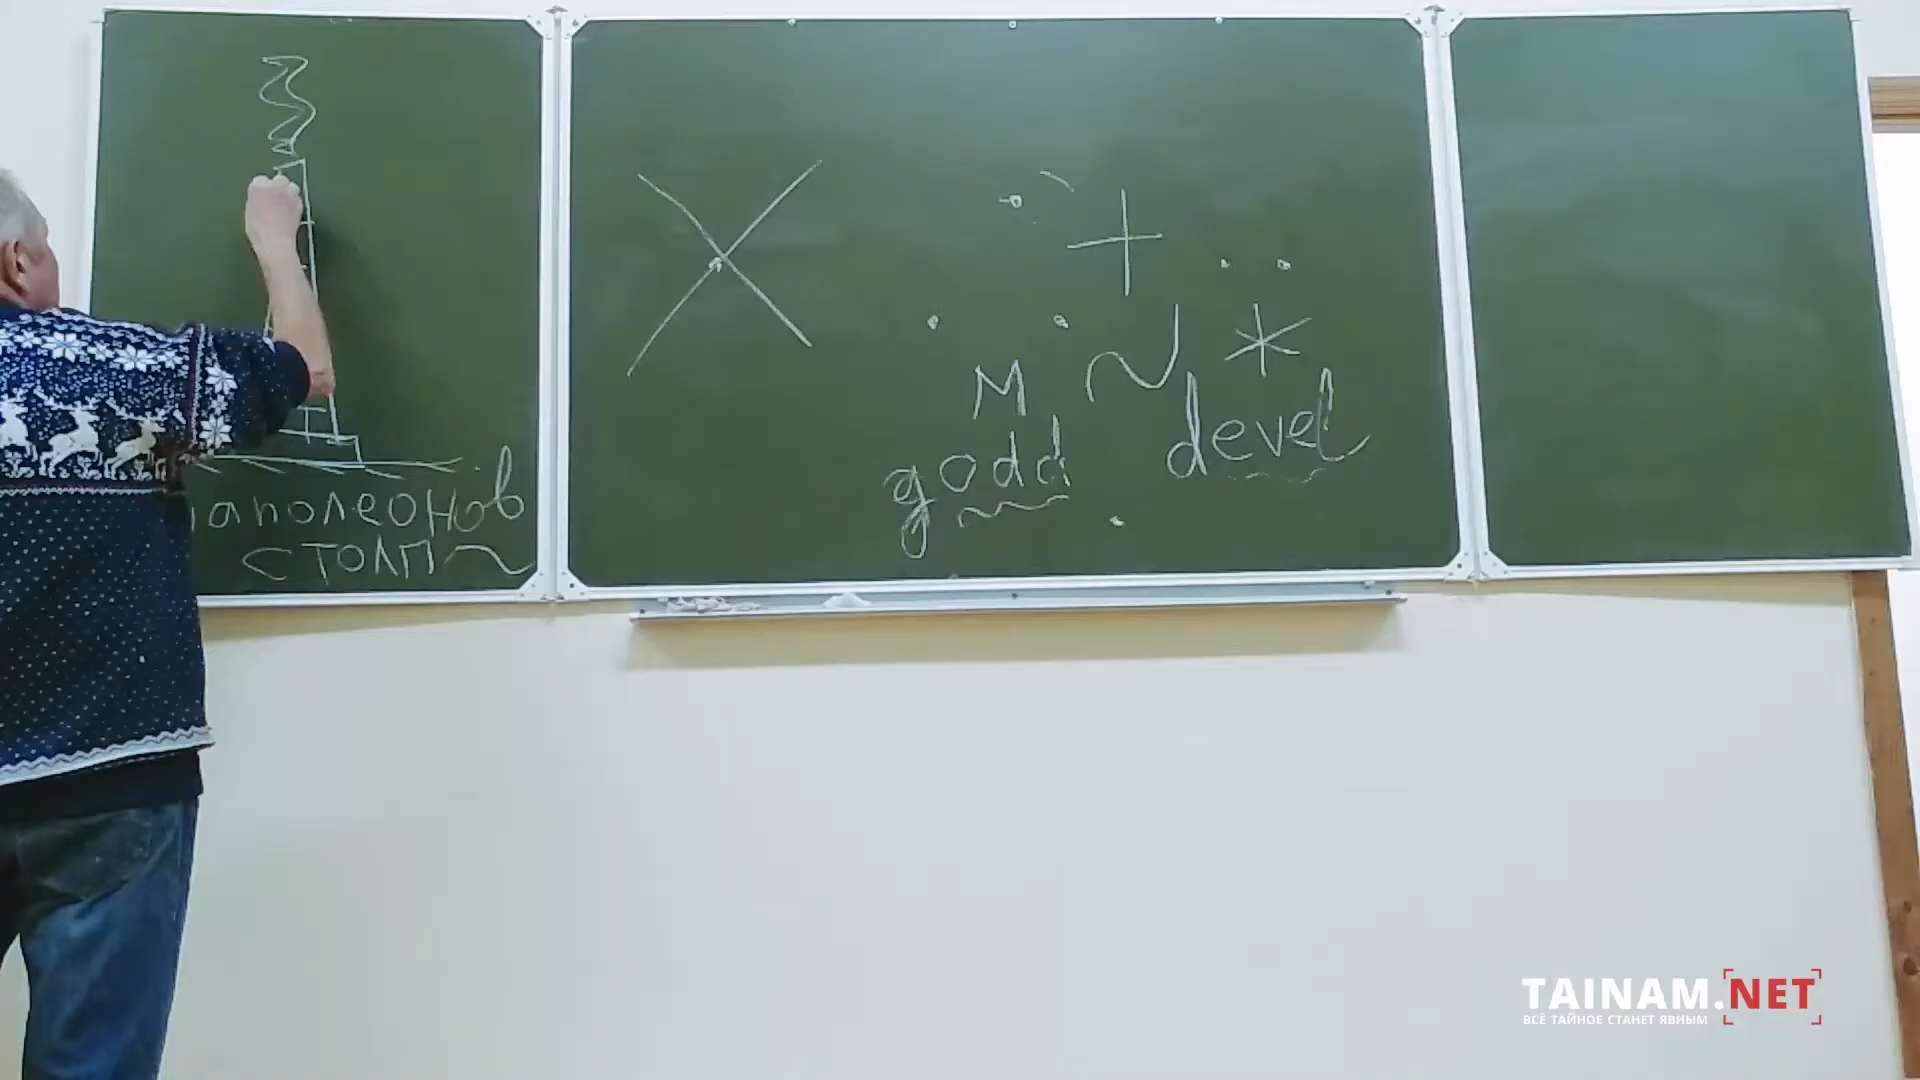 наполеонов
столп
M
godd
devel
TAINAM.NET
ВСЁ ТАЙНОЕ СТАНЕТ ЯВНЫМ